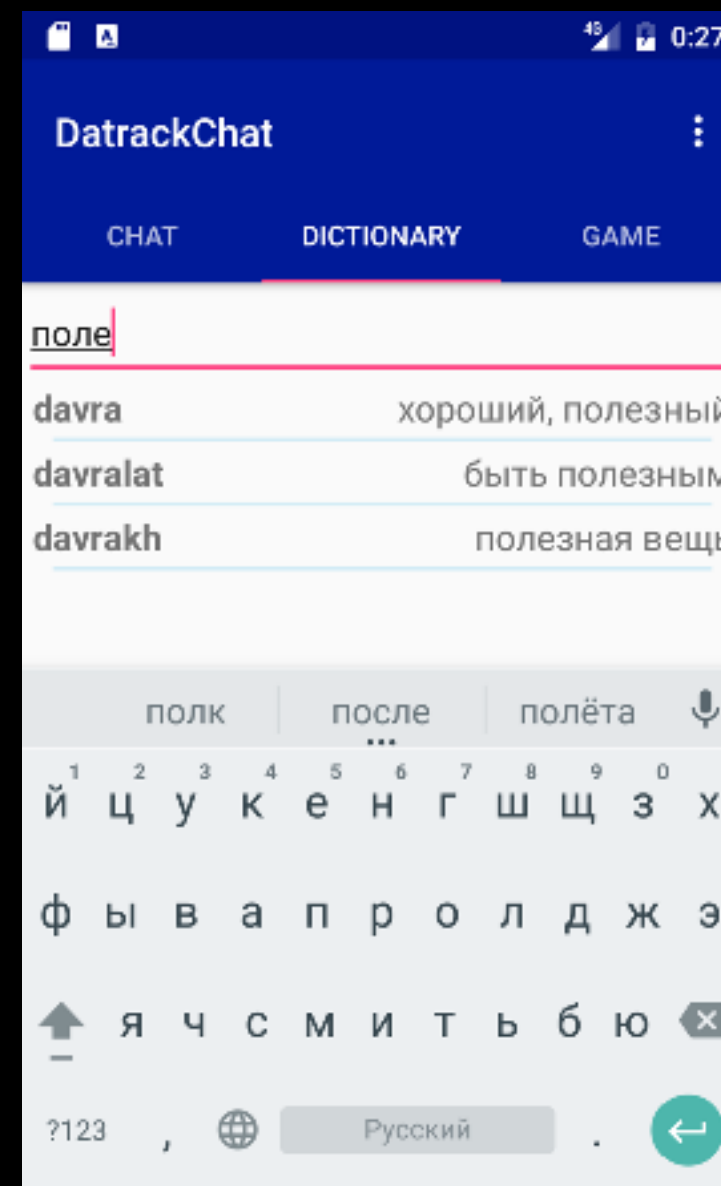 4G 0:27
DatrackChat
CHAT DICTIONARY GAME
поле
davra хороший, полезный
davralat быть полезным
davrakh полезная вещь
полк после полёта
1 2 3 4 5 6 7 8 9 0
й ц у к е н г ш щ з х
ф ы в а п р о л д ж э
я ч с м и т ь б ю
?123 , Русский .